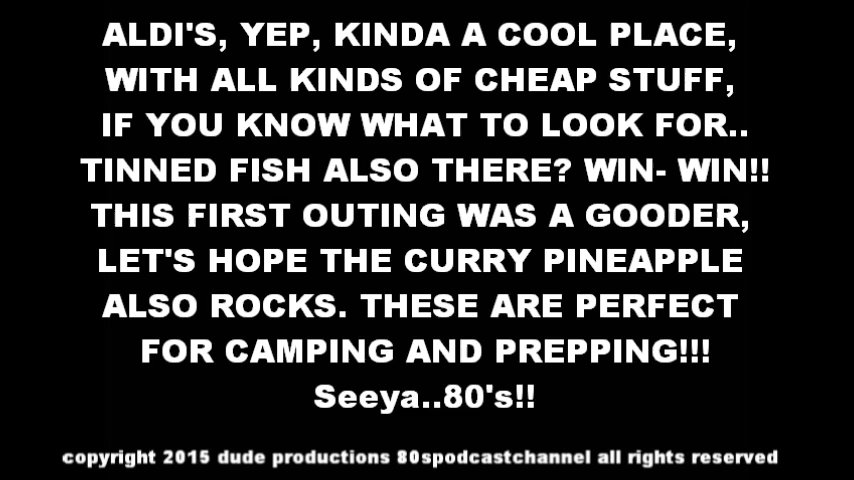 ALDI'S, YEP, KINDA A COOL PLACE,
WITH ALL KINDS OF CHEAP STUFF,
IF YOU KNOW WHAT TO LOOK FOR..
TINNED FISH ALSO THERE? WIN- WIN!!
THIS FIRST OUTING WAS A GOODER,
LET'S HOPE THE CURRY PINEAPPLE
ALSO ROCKS. THESE ARE PERFECT
FOR CAMPING AND PREPPING!!!
Seeya..80's!!
copyright 2015 dude productions 80spodcastchannel all rights reserved